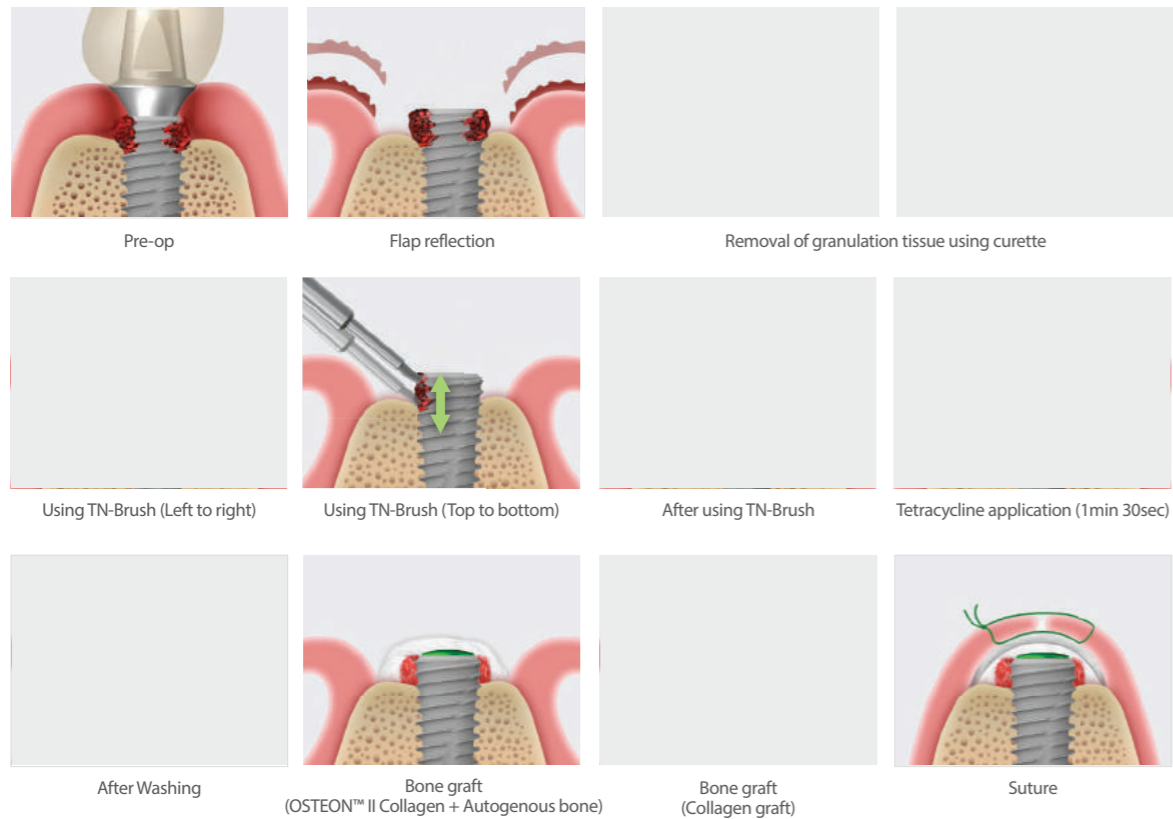 Pre-op
Flap reflection
Removal of granulation tissue using curette
Using TN-Brush (Left to right)
Using TN-Brush (Top to bottom)
After using TN-Brush
Tetracycline application (1min 30sec)
After Washing
Bone graft
(OSTEON™ II Collagen + Autogenous bone)
Bone graft
(Collagen graft)
Suture